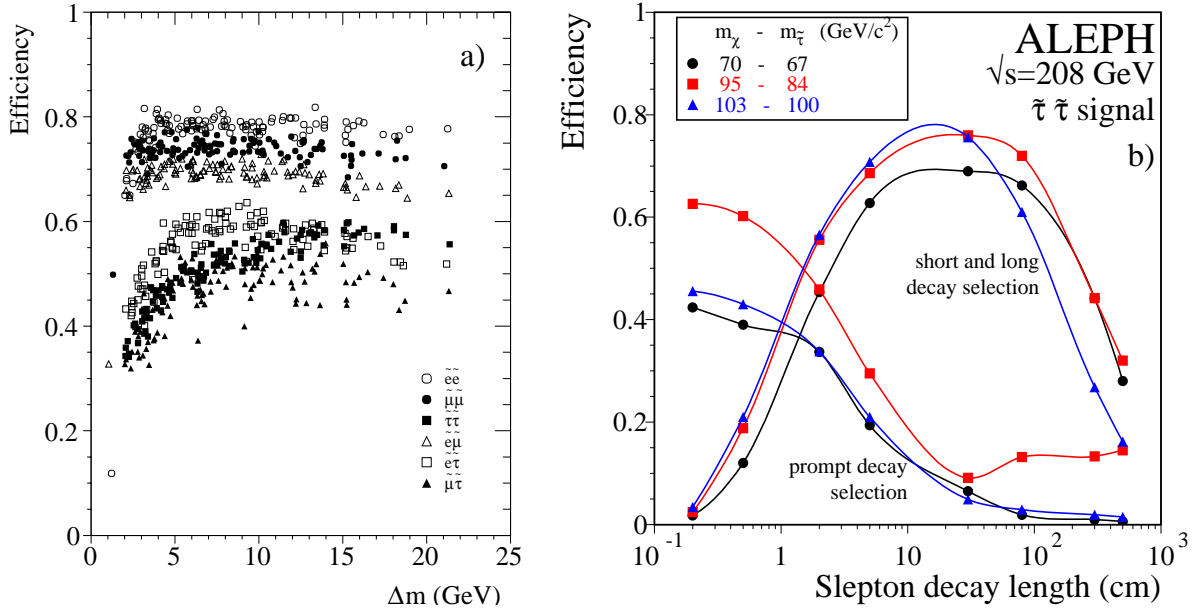 Efficiency
1
0.8
0.6
0.4
0.2
0
a)
ẽẽ
μ̃μ̃
τ̃τ̃
ẽμ̃
ẽτ̃
μ̃τ̃
0 5 10 15 20 25
Δm (GeV)
Efficiency
1
0.8
0.6
0.4
0.2
0
mχ - mτ̃ (GeV/c²)
70 - 67
95 - 84
103 - 100
ALEPH
√s=208 GeV
τ̃ τ̃ signal
b)
short and long
decay selection
prompt decay
selection
10⁻¹ 1 10 10² 10³
Slepton decay length (cm)